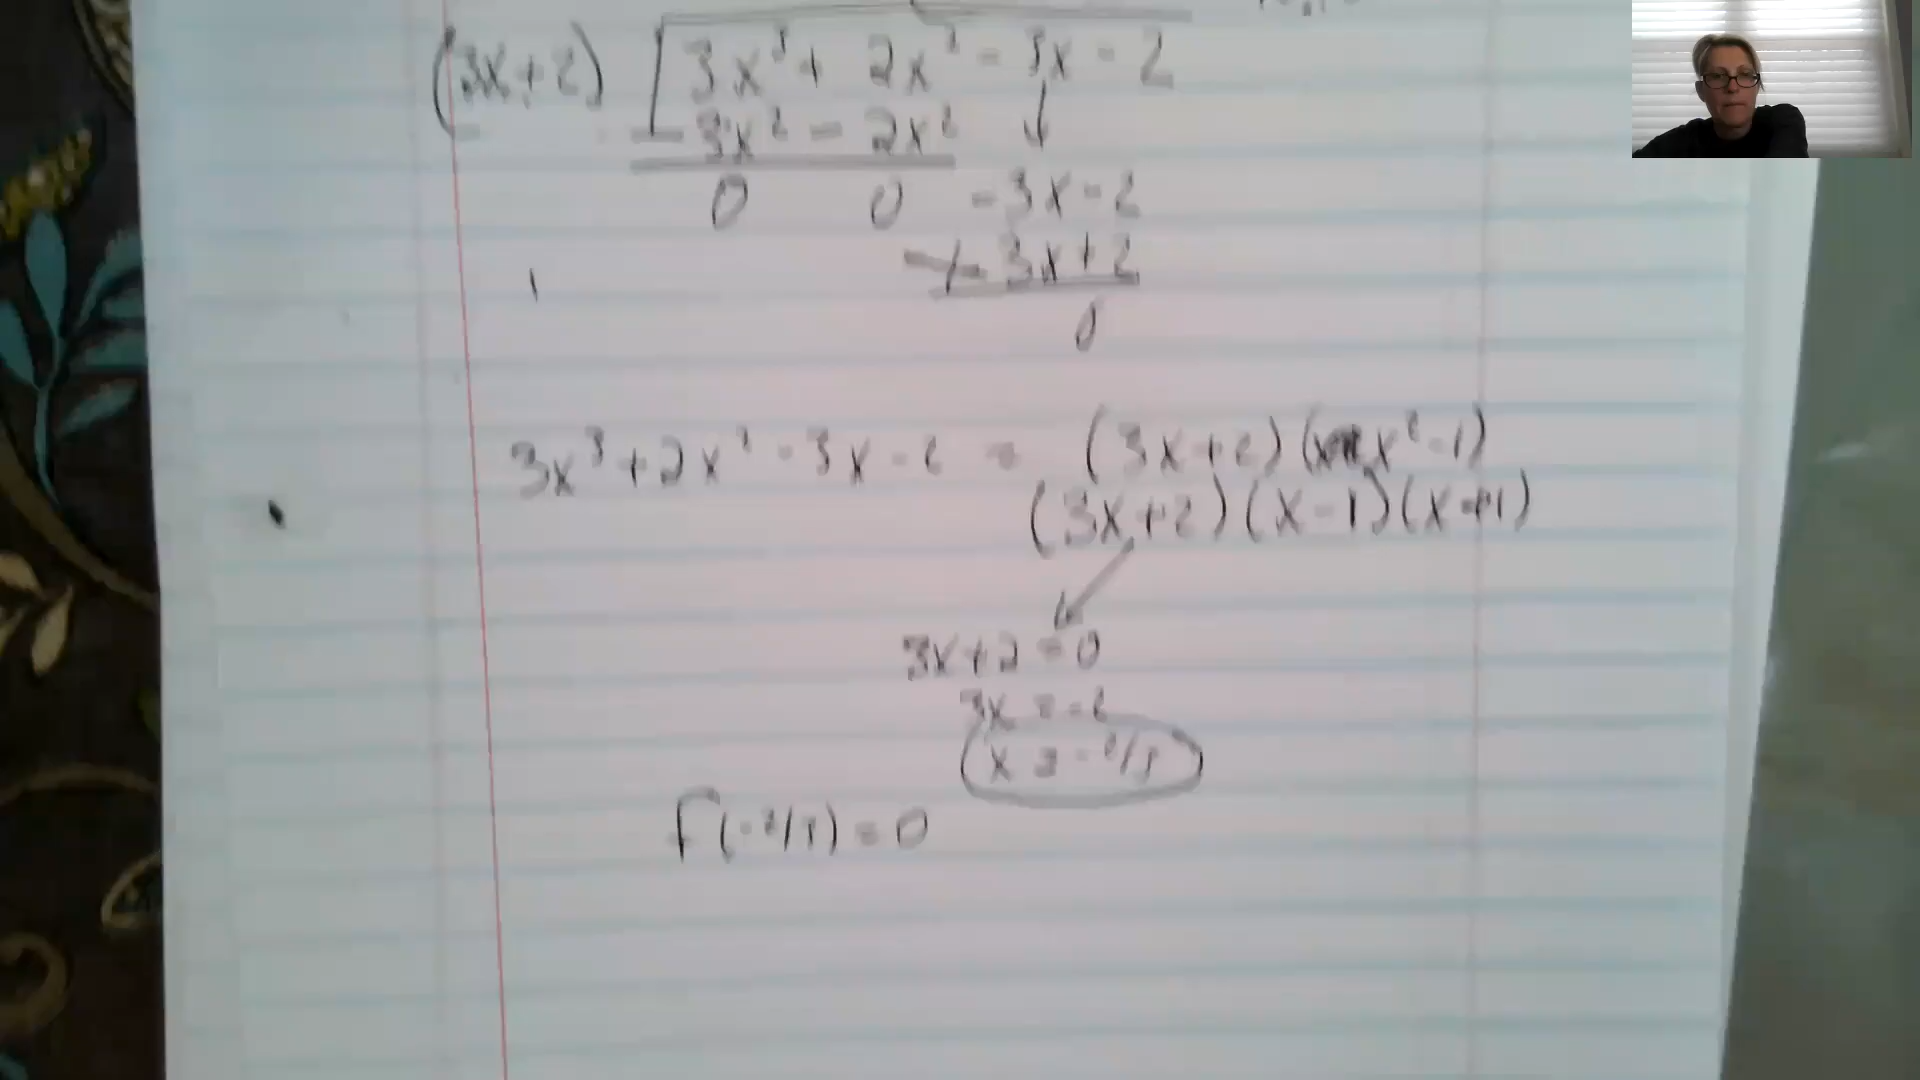 (3x+2) 3x³ + 2x² - 3x - 2
- 3x² - 2x²
0 0 -3x-2
- - 3x+2
0
3x³+2x²-3x-2 = (3x+2)(x²-1)
(3x+2)(x-1)(x+1)
3x+2=0
3x=-2
x=-2/3
f(-2/3)=0